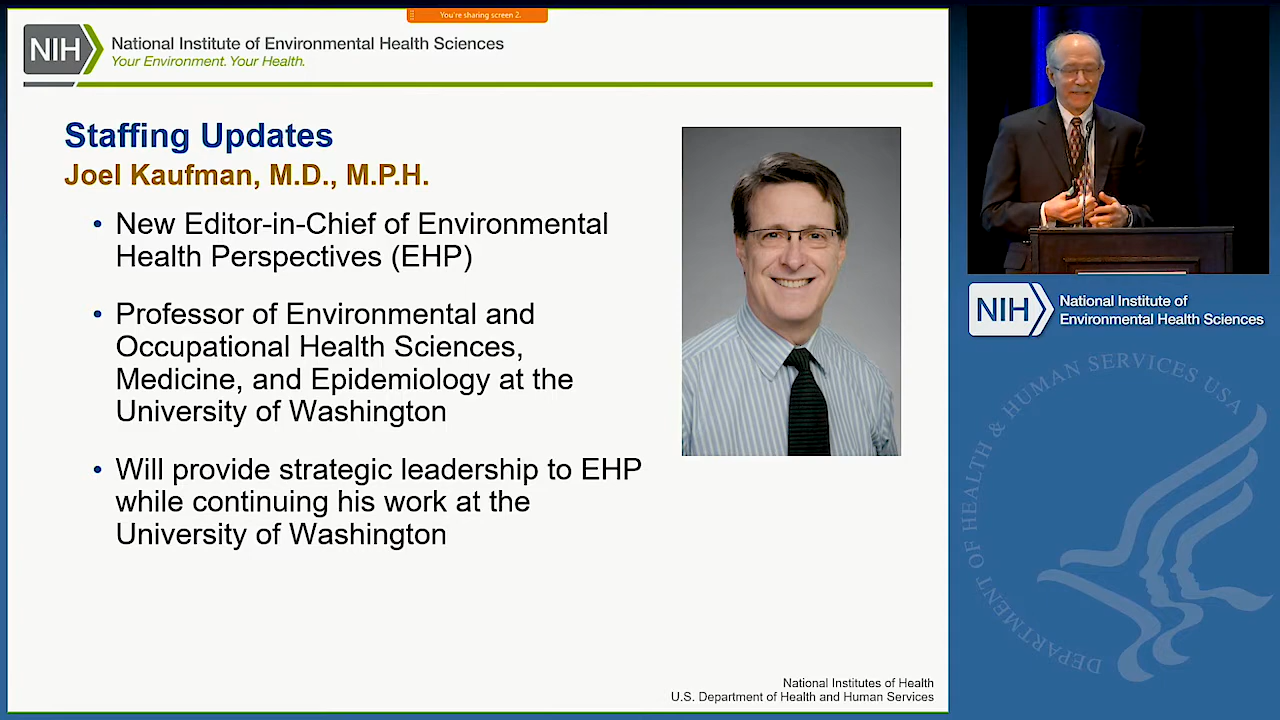 You're sharing screen 2.
NIH
National Institute of Environmental Health Sciences
Your Environment. Your Health.
Staffing Updates
Joel Kaufman, M.D., M.P.H.
• New Editor-in-Chief of Environmental
Health Perspectives (EHP)
• Professor of Environmental and
Occupational Health Sciences,
Medicine, and Epidemiology at the
University of Washington
• Will provide strategic leadership to EHP
while continuing his work at the
University of Washington
National Institutes of Health
U.S. Department of Health and Human Services
NIH
National Institute of
Environmental Health Sciences
DEPARTMENT OF HEALTH & HUMAN SERVICES USA